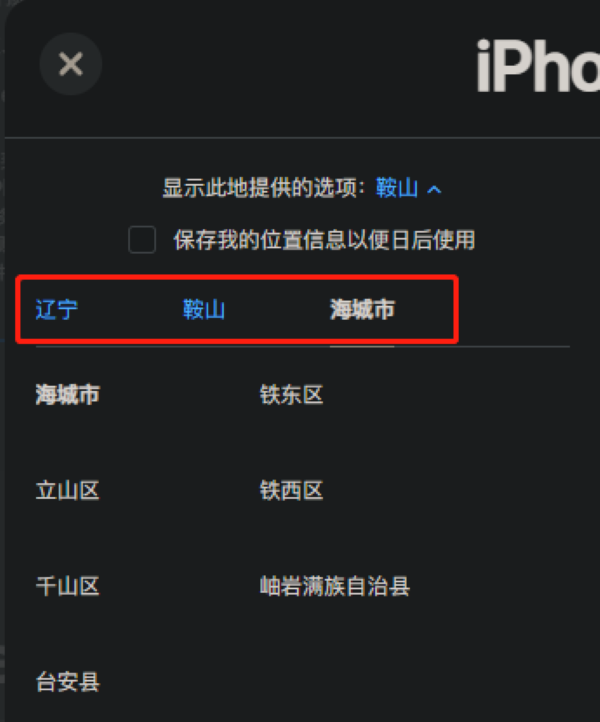 iPho
显示此地提供的选项：鞍山
保存我的位置信息以便日后使用
辽宁 鞍山 海城市
海城市 铁东区
立山区 铁西区
千山区 岫岩满族自治县
台安县